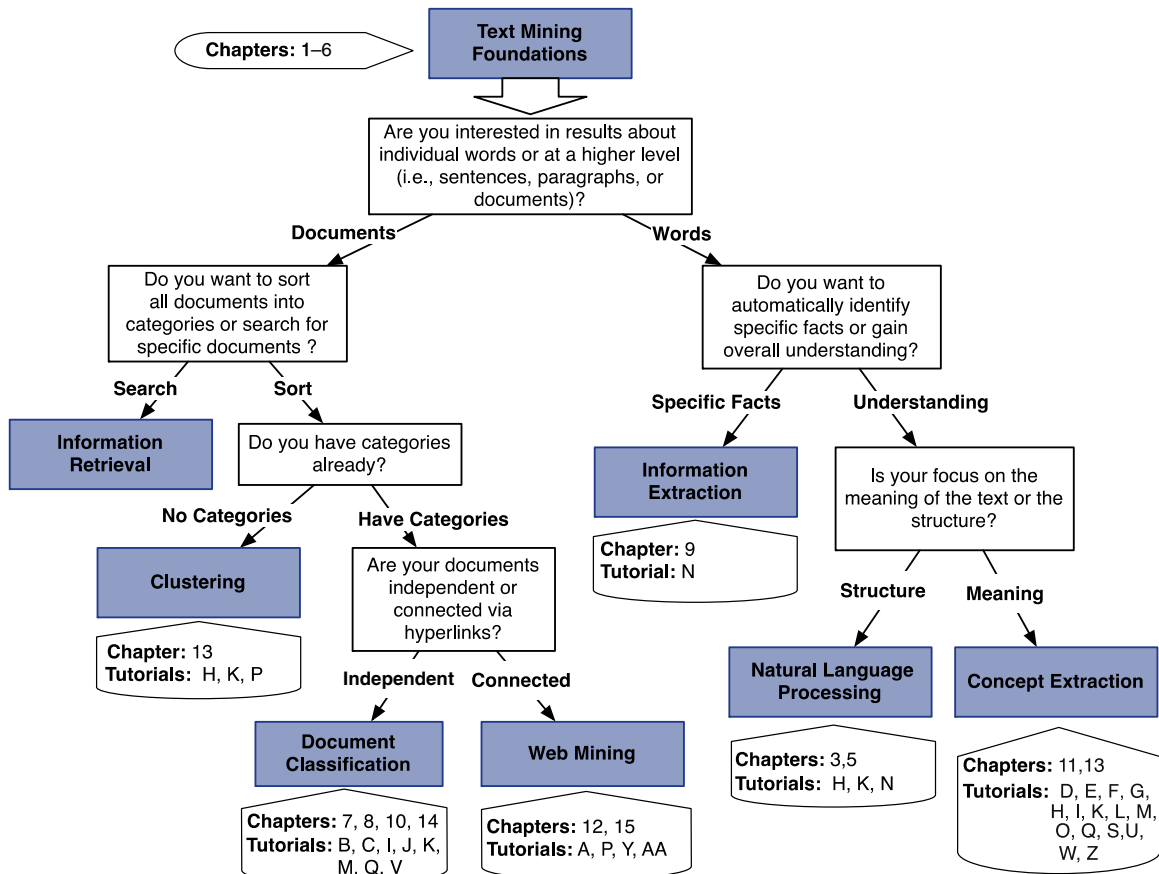 Text Mining
Foundations
Chapters: 1–6
Are you interested in results about
individual words or at a higher level
(i.e., sentences, paragraphs, or
documents)?
Documents
Words
Do you want to sort
all documents into
categories or search for
specific documents ?
Do you want to
automatically identify
specific facts or gain
overall understanding?
Search
Sort
Specific Facts
Understanding
Information
Retrieval
Do you have categories
already?
Information
Extraction
Is your focus on the
meaning of the text or the
structure?
No Categories
Have Categories
Chapter: 9
Tutorial: N
Clustering
Are your documents
independent or
connected via
hyperlinks?
Structure
Meaning
Chapter: 13
Tutorials: H, K, P
Independent
Connected
Natural Language
Processing
Concept Extraction
Document
Classification
Web Mining
Chapters: 3,5
Tutorials: H, K, N
Chapters: 11,13
Tutorials: D, E, F, G,
H, I, K, L, M,
O, Q, S,U,
W, Z
Chapters: 7, 8, 10, 14
Tutorials: B, C, I, J, K,
M, Q, V
Chapters: 12, 15
Tutorials: A, P, Y, AA